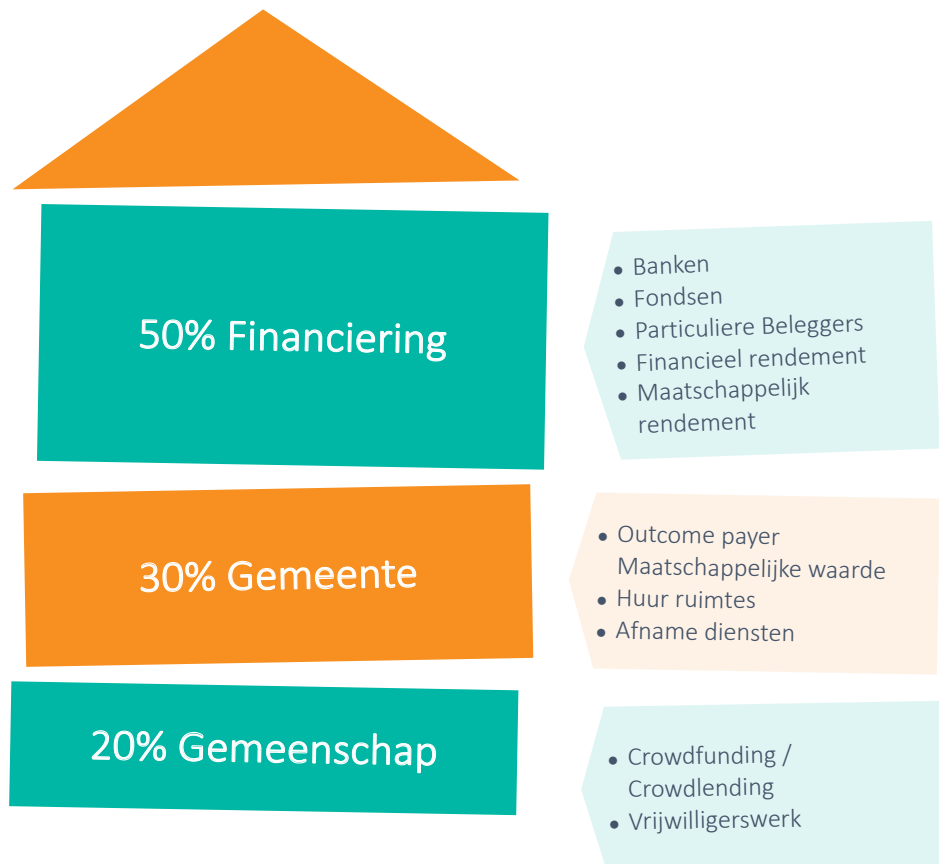 50% Financiering
• Banken
• Fondsen
• Particuliere Beleggers
• Financieel rendement
• Maatschappelijk
rendement
30% Gemeente
• Outcome payer
Maatschappelijke waarde
• Huur ruimtes
• Afname diensten
20% Gemeenschap
• Crowdfunding /
Crowdlending
• Vrijwilligerswerk